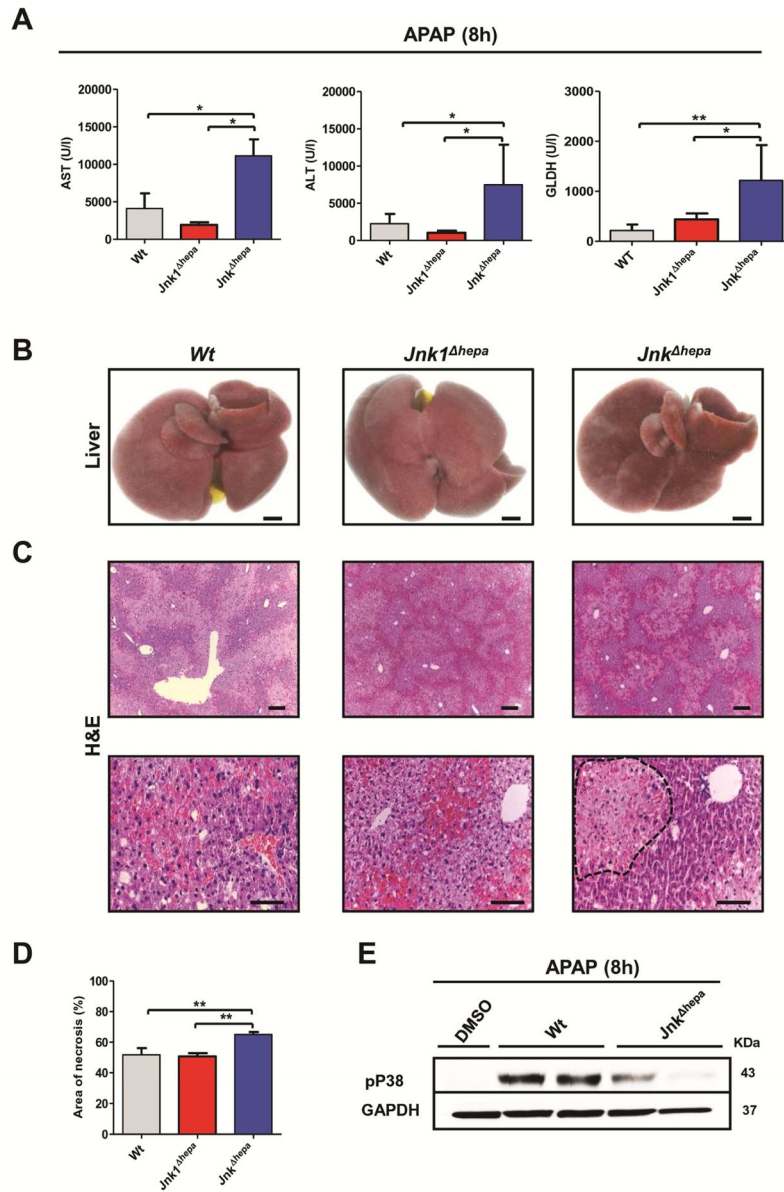 A
APAP (8h)
20000
15000
10000
5000
0
AST (U/l)
*
*
Wt
Jnk1Δhepa
JnkΔhepa
20000
15000
10000
5000
0
ALT (U/l)
*
*
Wt
Jnk1Δhepa
JnkΔhepa
3000
2000
1000
0
GLDH (U/l)
**
*
WT
Jnk1Δhepa
JnkΔhepa
B
Wt
Jnk1Δhepa
JnkΔhepa
Liver
C
H&E
D
100
80
60
40
20
0
Area of necrosis (%)
**
**
Wt
Jnk1Δhepa
JnkΔhepa
E
APAP (8h)
DMSO
Wt
JnkΔhepa
KDa
pP38
43
GAPDH
37